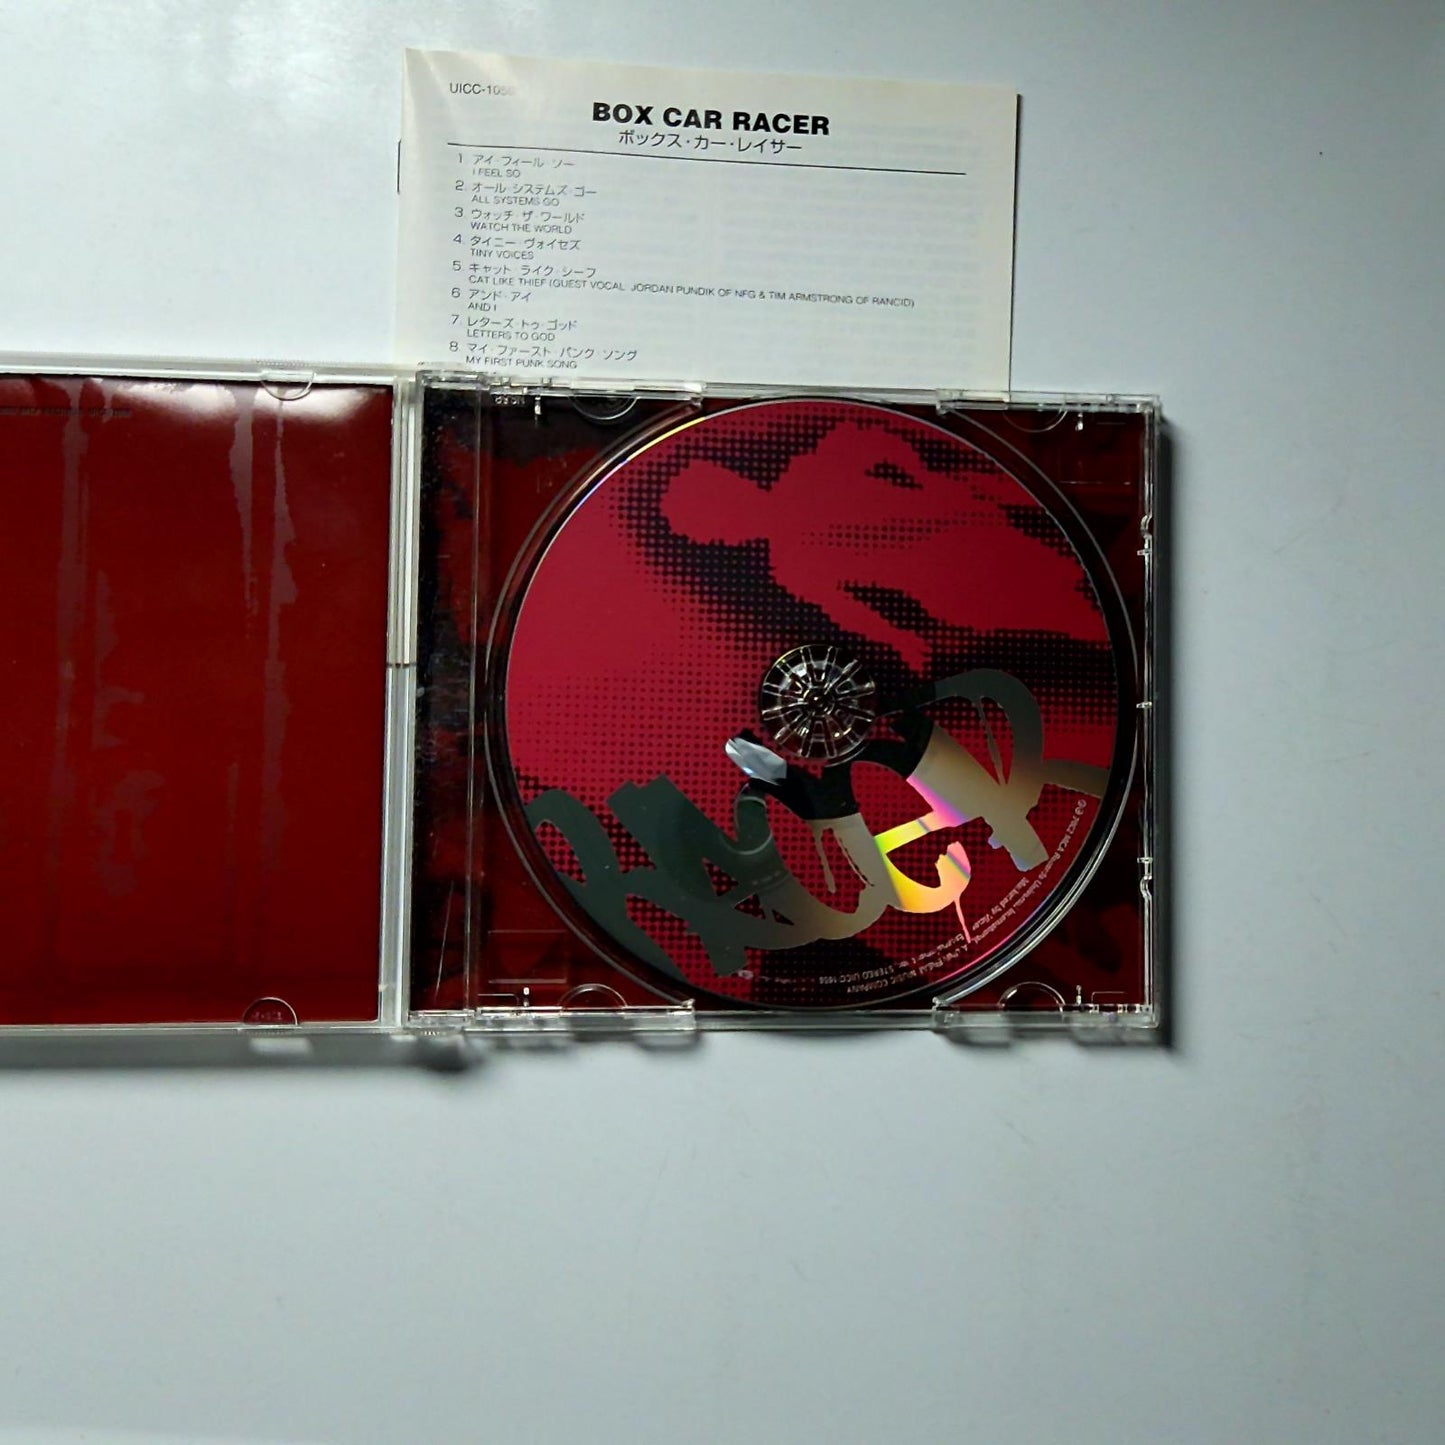 UICC-1056
BOX CAR RACER
ボックス・カー・レイサー
1. アイ・フィール・ソー
I FEEL SO
2. オール・システムズ・ゴー
ALL SYSTEMS GO
3. ウォッチ・ザ・ワールド
WATCH THE WORLD
4. タイニー・ヴォイセズ
TINY VOICES
5. キャット・ライク・シーフ
CAT LIKE THIEF (GUEST VOCAL: JORDAN PUNDIK OF NFG & TIM ARMSTRONG OF RANCID)
6. アンド・アイ
AND I
7. レターズ・トゥ・ゴッド
LETTERS TO GOD
8. マイ・ファースト・パンク・ソング
MY FIRST PUNK SONG
RACER
STEREO UICC-1056
MUSIC COMPANY